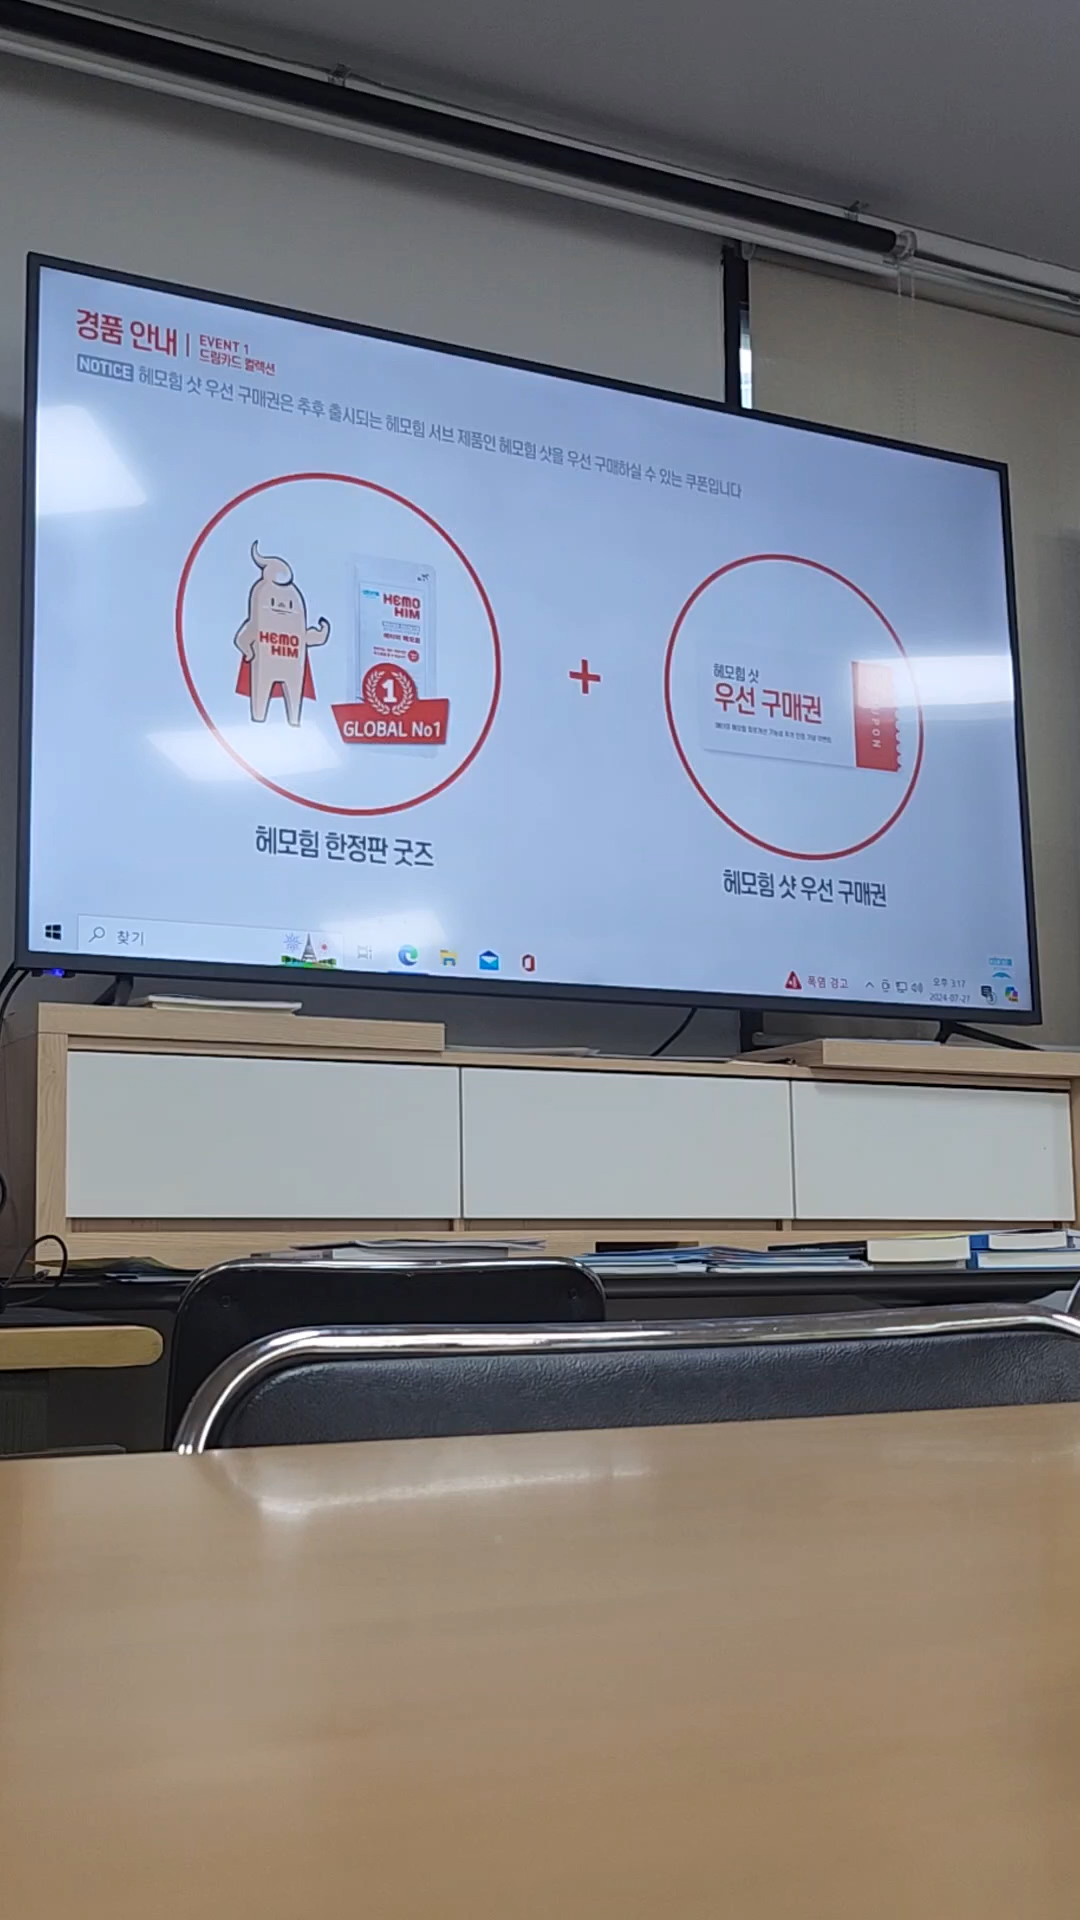 경품 안내 | EVENT 1
드림카드 컬렉션
NOTICE 헤모힘 샷 우선 구매권은 추후 출시되는 헤모힘 서브 제품인 헤모힘 샷을 우선 구매하실 수 있는 쿠폰입니다
HEMO
HIM
HEMO
HIM
1
GLOBAL No1
+
헤모힘 샷
우선 구매권
헤모힘 한정판 굿즈
헤모힘 샷 우선 구매권
찾기
폭염 경고
오후 3:17
2024-07-27